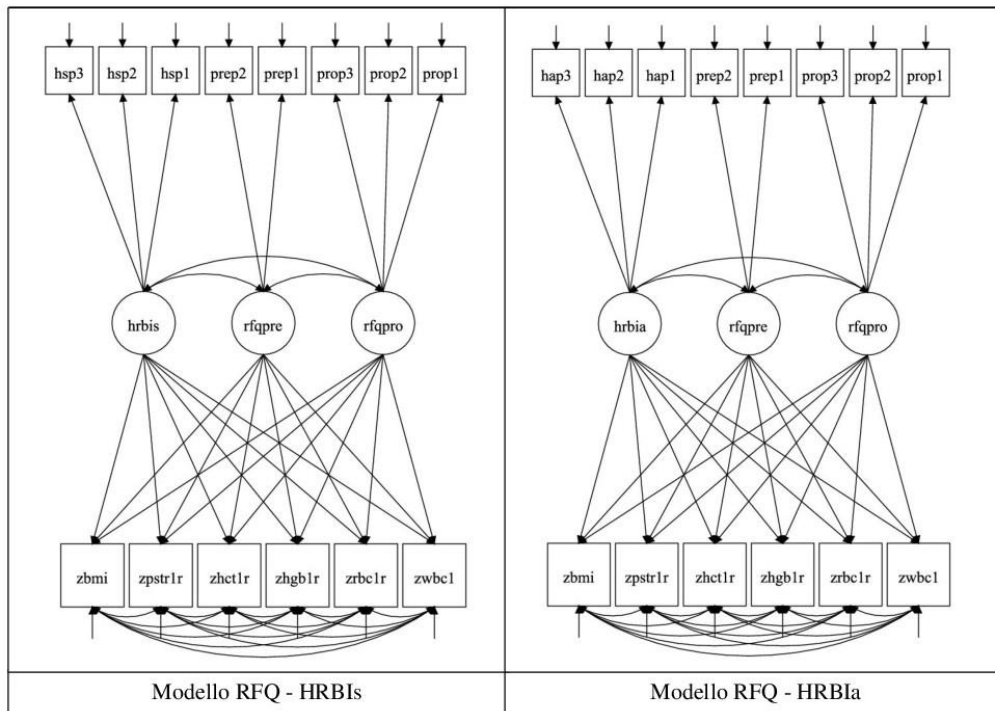 hsp3 hsp2 hsp1 prep2 prep1 prop3 prop2 prop1
hrbis rfqpre rfqpro
zbmi zpstr1r zhct1r zhgb1r zrbc1r zwbc1
Modello RFQ - HRBIs
hap3 hap2 hap1 prep2 prep1 prop3 prop2 prop1
hrbia rfqpre rfqpro
zbmi zpstr1r zhct1r zhgb1r zrbc1r zwbc1
Modello RFQ - HRBIa